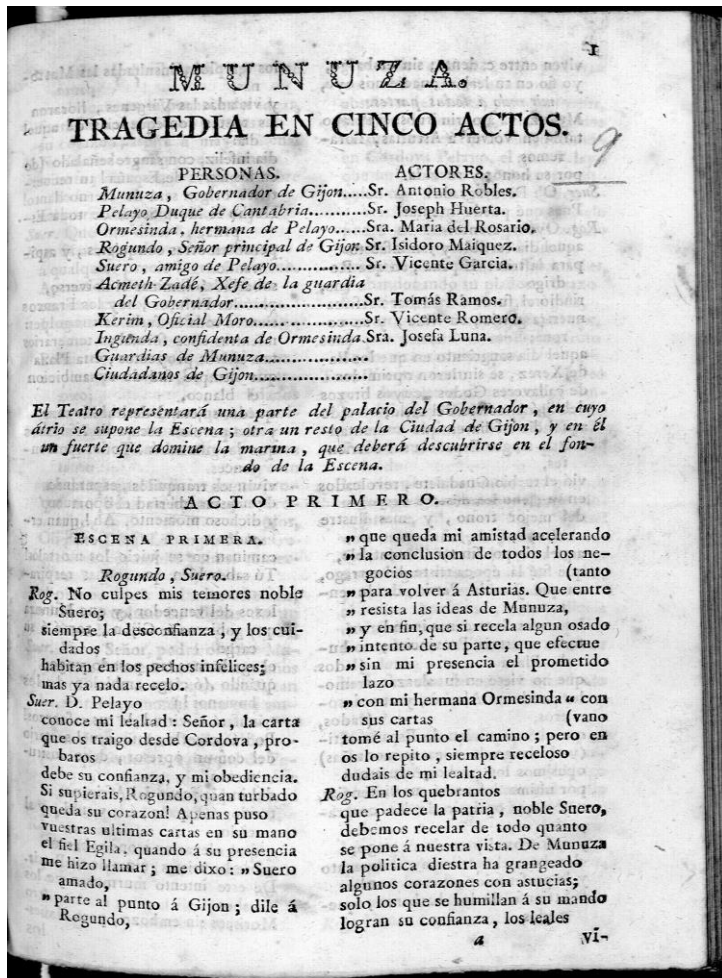 1
MUNUZA.
TRAGEDIA EN CINCO ACTOS.
9
PERSONAS. ACTORES.
Munuza, Gobernador de Gijon.....Sr. Antonio Robles.
Pelayo Duque de Cantabria...........Sr. Joseph Huerta.
Ormesinda, hermana de Pelayo......Sra. Maria del Rosario.
Rogundo, Señor principal de Gijon Sr. Isidoro Maiquez.
Suero, amigo de Pelayo................ Sr. Vicente Garcia.
Acmeth-Zadé, Xefe de la guardia
del Gobernador........................Sr. Tomás Ramos.
Kerim, Oficial Moro....................Sr. Vicente Romero.
Ingunda, confidenta de Ormesinda Sra. Josefa Luna.
Guardias de Munuza....................
Ciudadanos de Gijon....................
El Teatro representará una parte del palacio del Gobernador, en cuyo
átrio se supone la Escena; otra un resto de la Ciudad de Gijon, y en él
un fuerte que domine la marina, que deberá descubrirse en el fon-
do de la Escena.
ACTO PRIMERO.
ESCENA PRIMERA.
Rogundo, Suero.
Rog. No culpes mis temores noble
Suero;
siempre la desconfianza, y los cui-
dados
habitan en los pechos infelices;
mas ya nada recelo.
Suer. D. Pelayo
conoce mi lealtad: Señor, la carta
que os traigo desde Cordova, pro-
baros
debe su confianza, y mi obediencia.
Si supierais, Rogundo, quan turbado
queda su corazon! Apenas puso
vuestras ultimas cartas en su mano
el fiel Egila, quando á su presencia
me hizo llamar; me dixo: „Suero
amado,
„parte al punto á Gijon; dile á
Rogundo,
„que queda mi amistad acelerando
„la conclusion de todos los ne-
gocios (tanto
„para volver á Asturias. Que entre
„resista las ideas de Munuza,
„y en fin, que si recela algun osado
„intento de su parte, que efectue
„sin mi presencia el prometido
lazo
„con mi hermana Ormesinda“ con
sus cartas (vano
tomé al punto el camino; pero en
os lo repito, siempre receloso
dudais de mi lealtad.
Rog. En los quebrantos
que padece la patria, noble Suero,
debemos recelar de todo quanto
se pone á nuestra vista. De Munuza
la politica diestra ha grangeado
algunos corazones con astucias;
solo los que se humillan á su mando
logran su confianza, los leales
a vi-